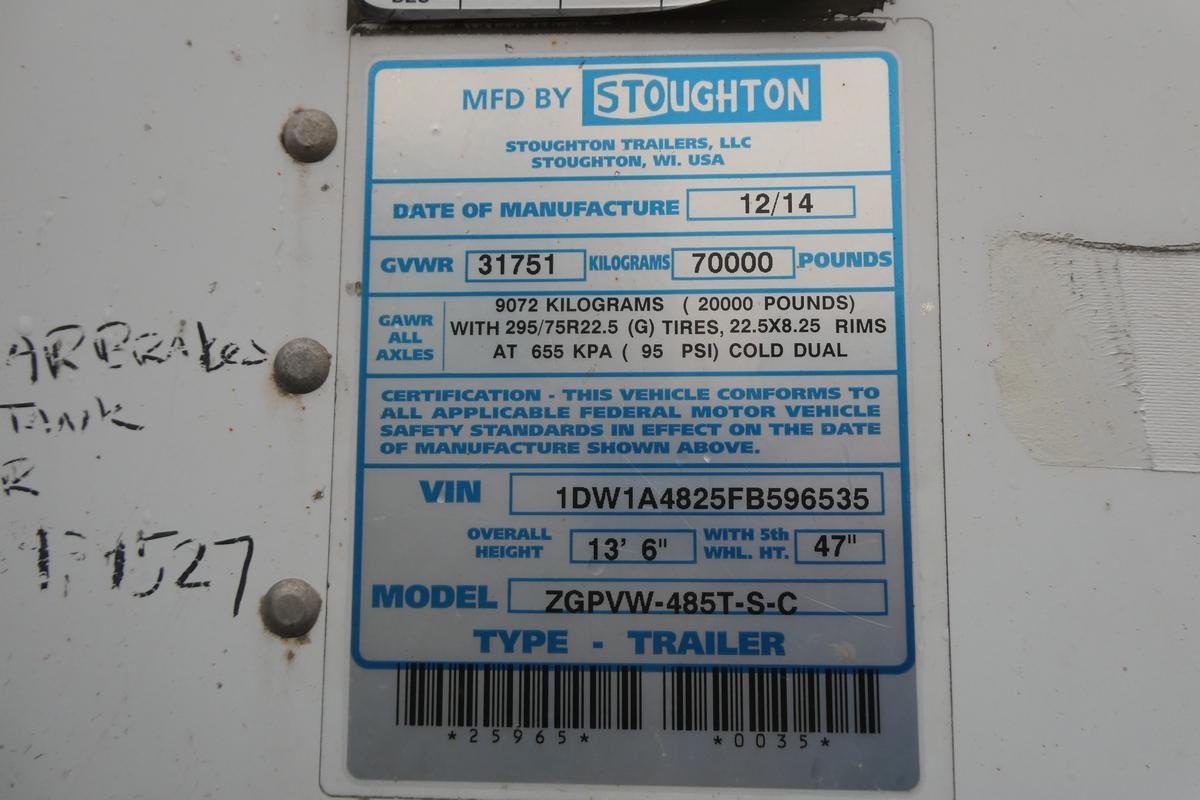 MFD BY STOUGHTON
STOUGHTON TRAILERS, LLC
STOUGHTON, WI. USA
DATE OF MANUFACTURE 12/14
GVWR 31751 KILOGRAMS 70000 POUNDS
GAWR ALL AXLES
9072 KILOGRAMS ( 20000 POUNDS)
WITH 295/75R22.5 (G) TIRES, 22.5X8.25 RIMS
AT 655 KPA ( 95 PSI) COLD DUAL
CERTIFICATION - THIS VEHICLE CONFORMS TO
ALL APPLICABLE FEDERAL MOTOR VEHICLE
SAFETY STANDARDS IN EFFECT ON THE DATE
OF MANUFACTURE SHOWN ABOVE.
VIN 1DW1A4825FB596535
OVERALL HEIGHT 13' 6" WITH 5th WHL. HT. 47"
MODEL ZGPVW-485T-S-C
TYPE - TRAILER
*25965* *0035*
AR BRAkes
TANK
R